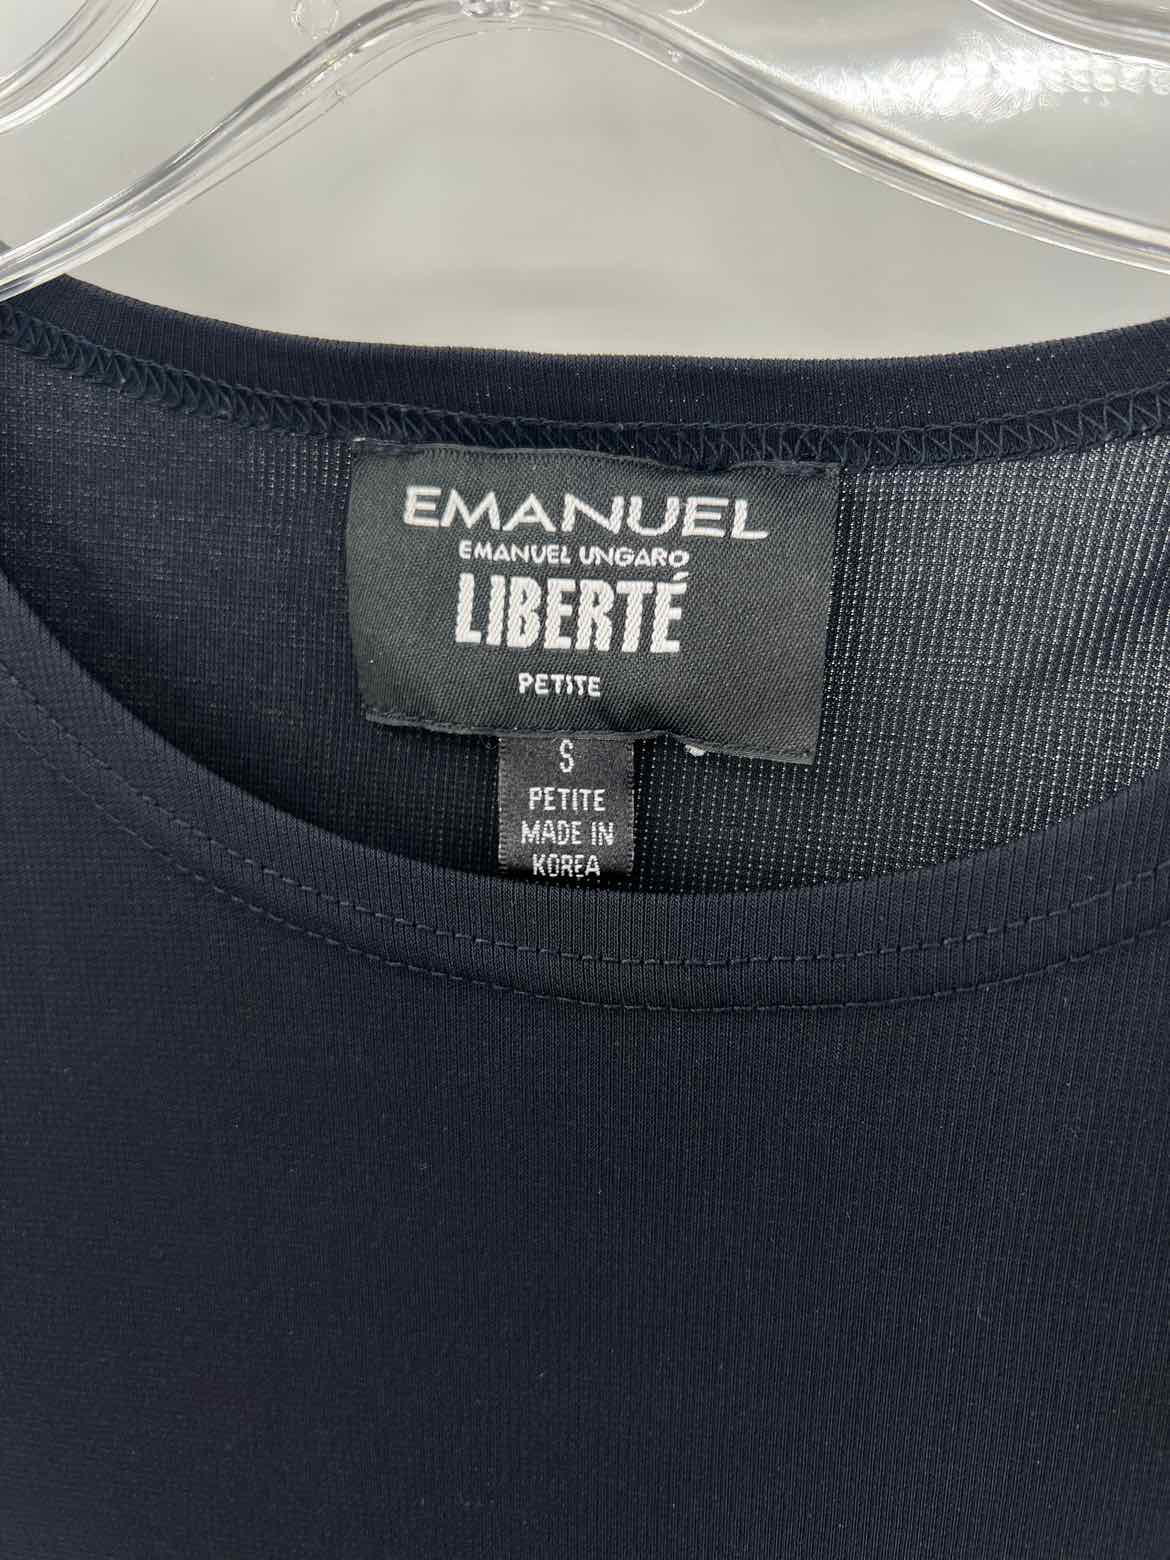 EMANUEL
EMANUEL UNGARO
LIBERTÉ
PETITE
S
PETITE
MADE IN
KOREA